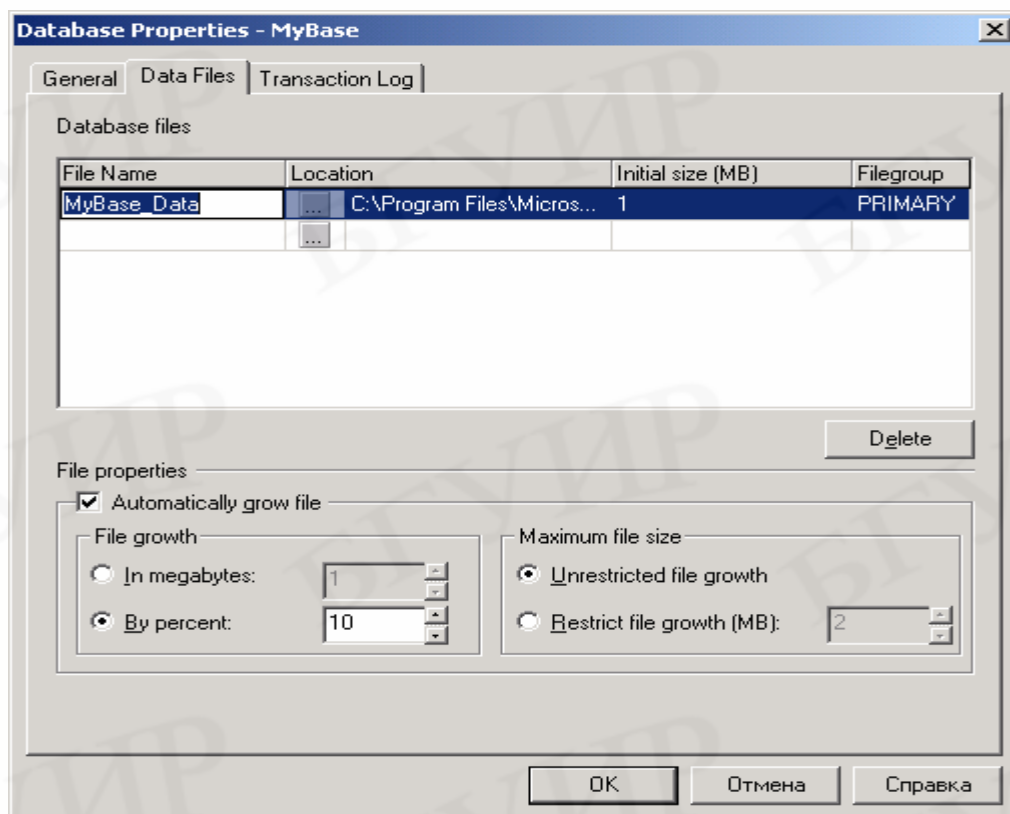 Database Properties - MyBase
General Data Files Transaction Log
Database files
File Name Location Initial size (MB) Filegroup
MyBase_Data ... C:\Program Files\Micros... 1 PRIMARY
...
Delete
File properties
Automatically grow file
File growth Maximum file size
In megabytes: 1 Unrestricted file growth
By percent: 10 Restrict file growth (MB): 2
OK Отмена Справка
БГУИР